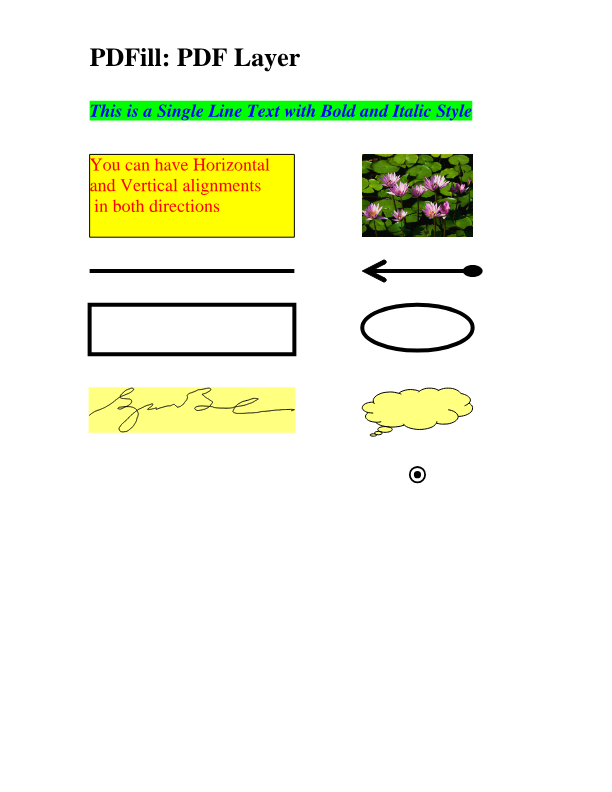 PDFill: PDF Layer
This is a Single Line Text with Bold and Italic Style
You can have Horizontal
and Vertical alignments
in both directions